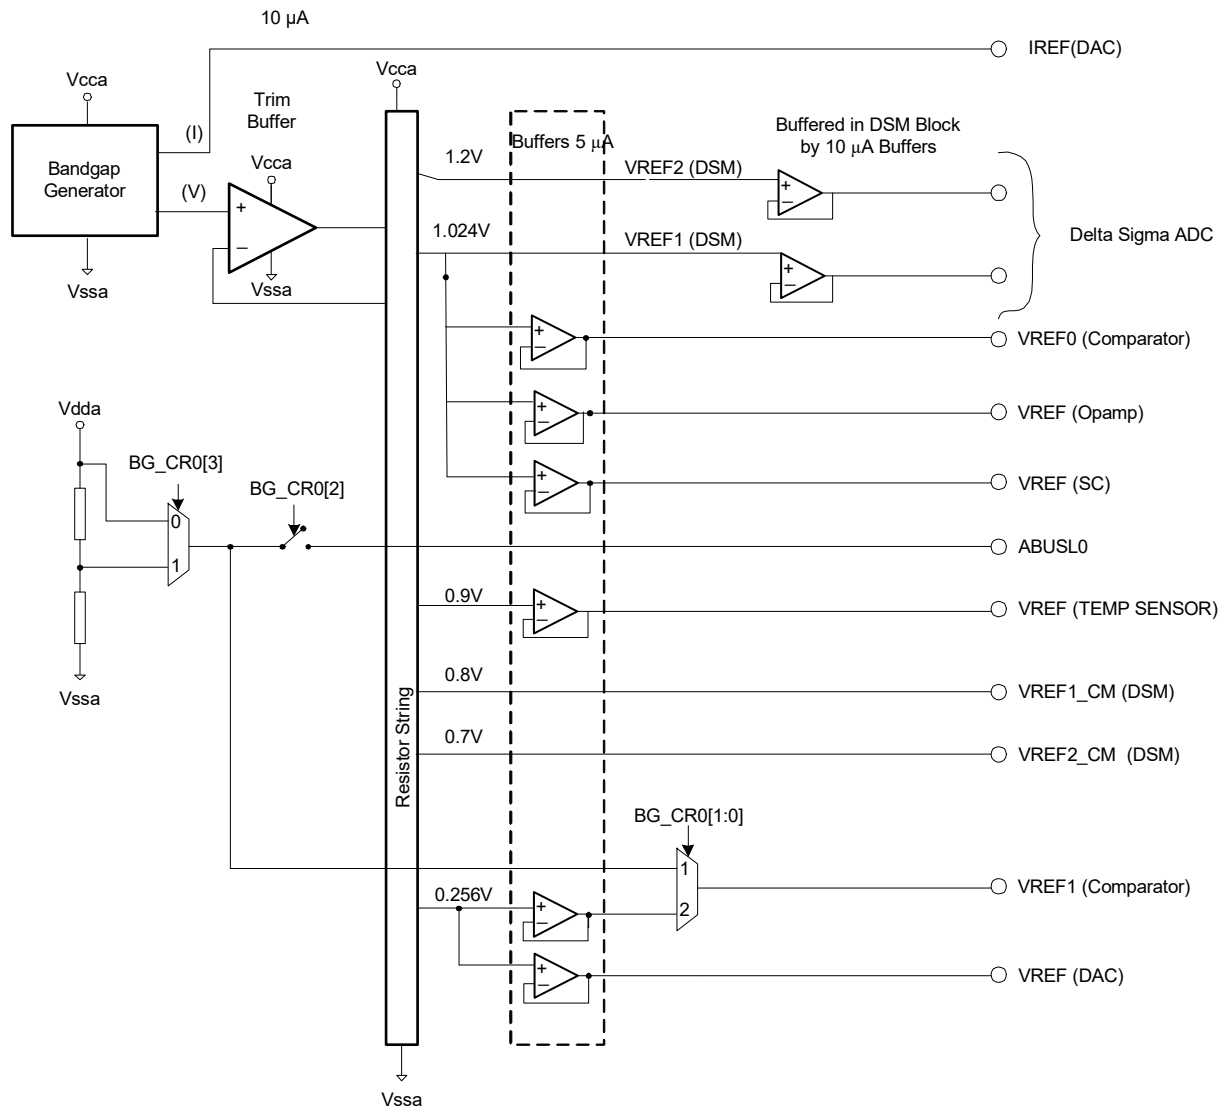 10 µA
IREF(DAC)
Vcca
Vcca
Trim
Buffer
(I)
Buffers 5 µA
Buffered in DSM Block
by 10 µA Buffers
Bandgap
Generator
Vcca
1.2V
VREF2 (DSM)
(V)
+
−
+
−
1.024V
VREF1 (DSM)
Delta Sigma ADC
+
−
Vssa
Vssa
+
−
VREF0 (Comparator)
Vdda
+
−
VREF (Opamp)
BG_CR0[3]
BG_CR0[2]
+
−
VREF (SC)
0
1
ABUSL0
0.9V
+
−
VREF (TEMP SENSOR)
Vssa
0.8V
VREF1_CM (DSM)
Resistor String
0.7V
VREF2_CM (DSM)
BG_CR0[1:0]
1
2
VREF1 (Comparator)
0.256V
+
−
+
−
VREF (DAC)
Vssa